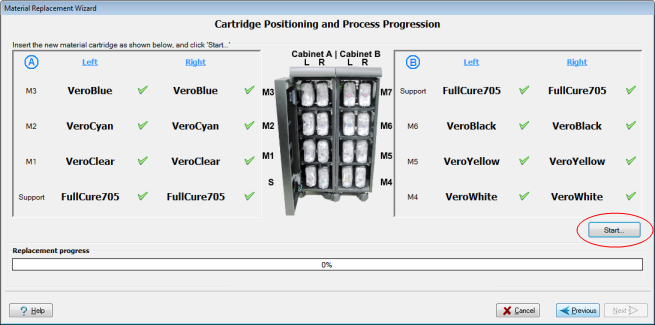 Material Replacement Wizard
Cartridge Positioning and Process Progression
Insert the new material cartridge as shown below, and click 'Start...'
A Left Right
M3 VeroBlue VeroBlue
M2 VeroCyan VeroCyan
M1 VeroClear VeroClear
Support FullCure705 FullCure705
Cabinet A | Cabinet B
L R L R
M3 M7
M2 M6
M1 M5
S M4
B Left Right
Support FullCure705 FullCure705
M6 VeroBlack VeroBlack
M5 VeroYellow VeroYellow
M4 VeroWhite VeroWhite
Start...
Replacement progress
0%
Help Cancel Previous Next